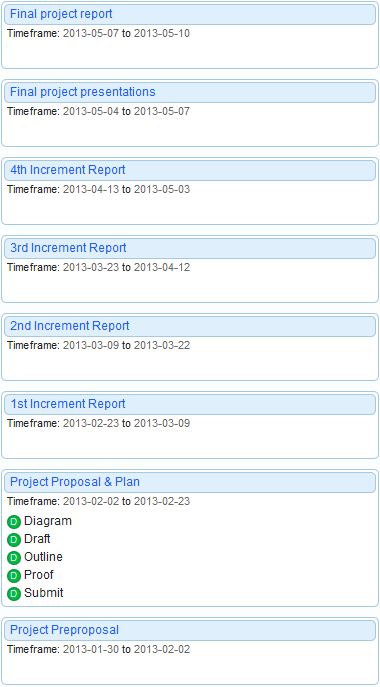 Final project report
Timeframe: 2013-05-07 to 2013-05-10
Final project presentations
Timeframe: 2013-05-04 to 2013-05-07
4th Increment Report
Timeframe: 2013-04-13 to 2013-05-03
3rd Increment Report
Timeframe: 2013-03-23 to 2013-04-12
2nd Increment Report
Timeframe: 2013-03-09 to 2013-03-22
1st Increment Report
Timeframe: 2013-02-23 to 2013-03-09
Project Proposal & Plan
Timeframe: 2013-02-02 to 2013-02-23
D Diagram
D Draft
D Outline
D Proof
D Submit
Project Preproposal
Timeframe: 2013-01-30 to 2013-02-02